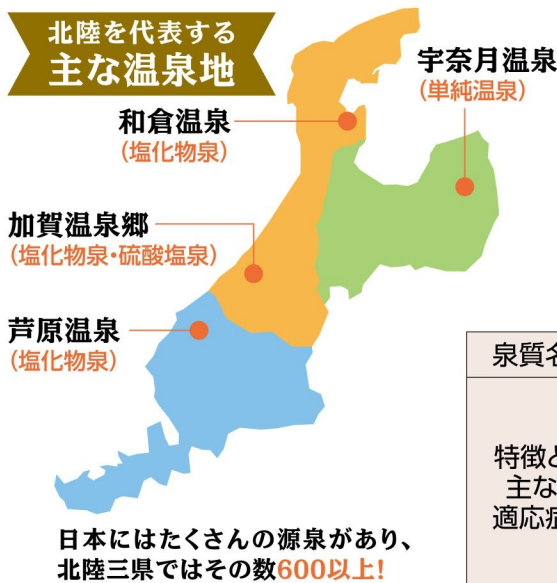 北陸を代表する
主な温泉地
宇奈月温泉
(単純温泉)
和倉温泉
(塩化物泉)
加賀温泉郷
(塩化物泉・硫酸塩泉)
芦原温泉
(塩化物泉)
泉質名
特徴と
主な
適応症
日本にはたくさんの源泉があり、
北陸三県ではその数600以上!